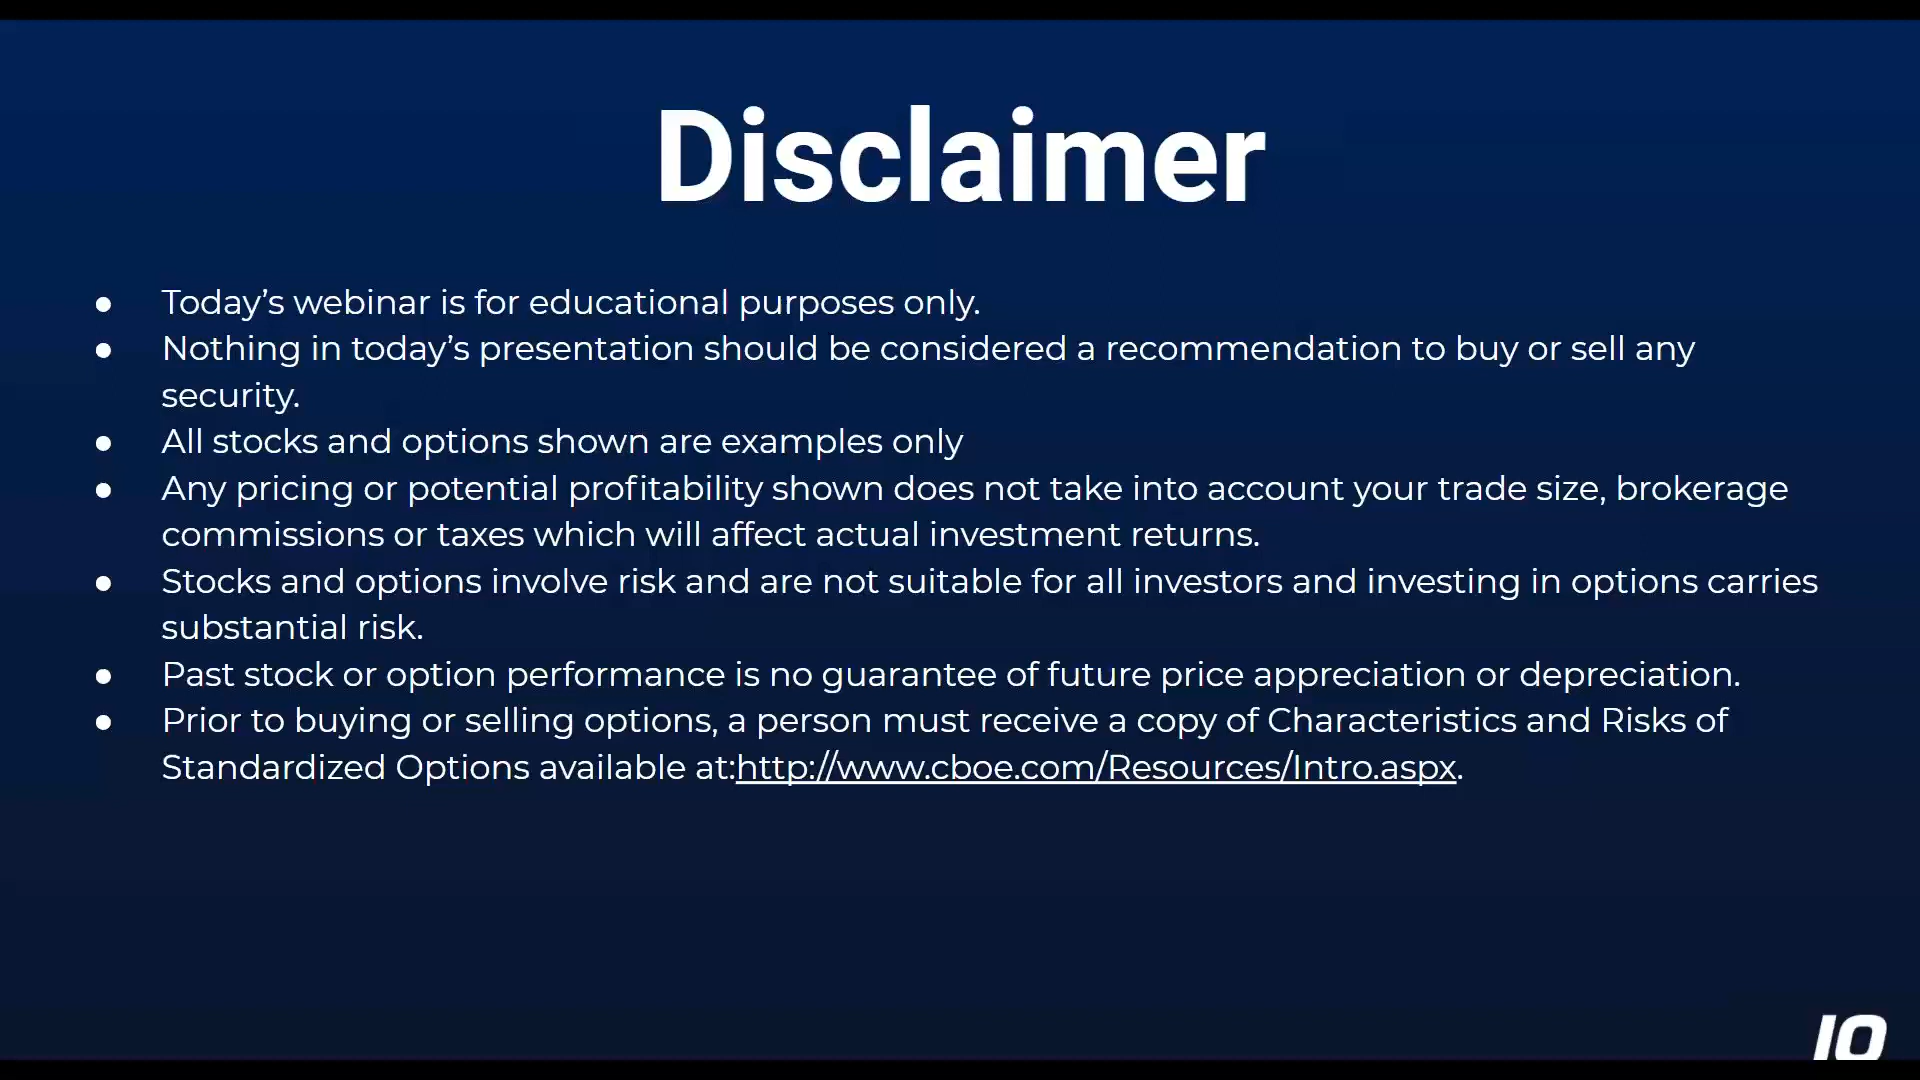 Disclaimer
● Today’s webinar is for educational purposes only.
● Nothing in today’s presentation should be considered a recommendation to buy or sell any
security.
● All stocks and options shown are examples only
● Any pricing or potential profitability shown does not take into account your trade size, brokerage
commissions or taxes which will affect actual investment returns.
● Stocks and options involve risk and are not suitable for all investors and investing in options carries
substantial risk.
● Past stock or option performance is no guarantee of future price appreciation or depreciation.
● Prior to buying or selling options, a person must receive a copy of Characteristics and Risks of
Standardized Options available at:http://www.cboe.com/Resources/Intro.aspx.
IO